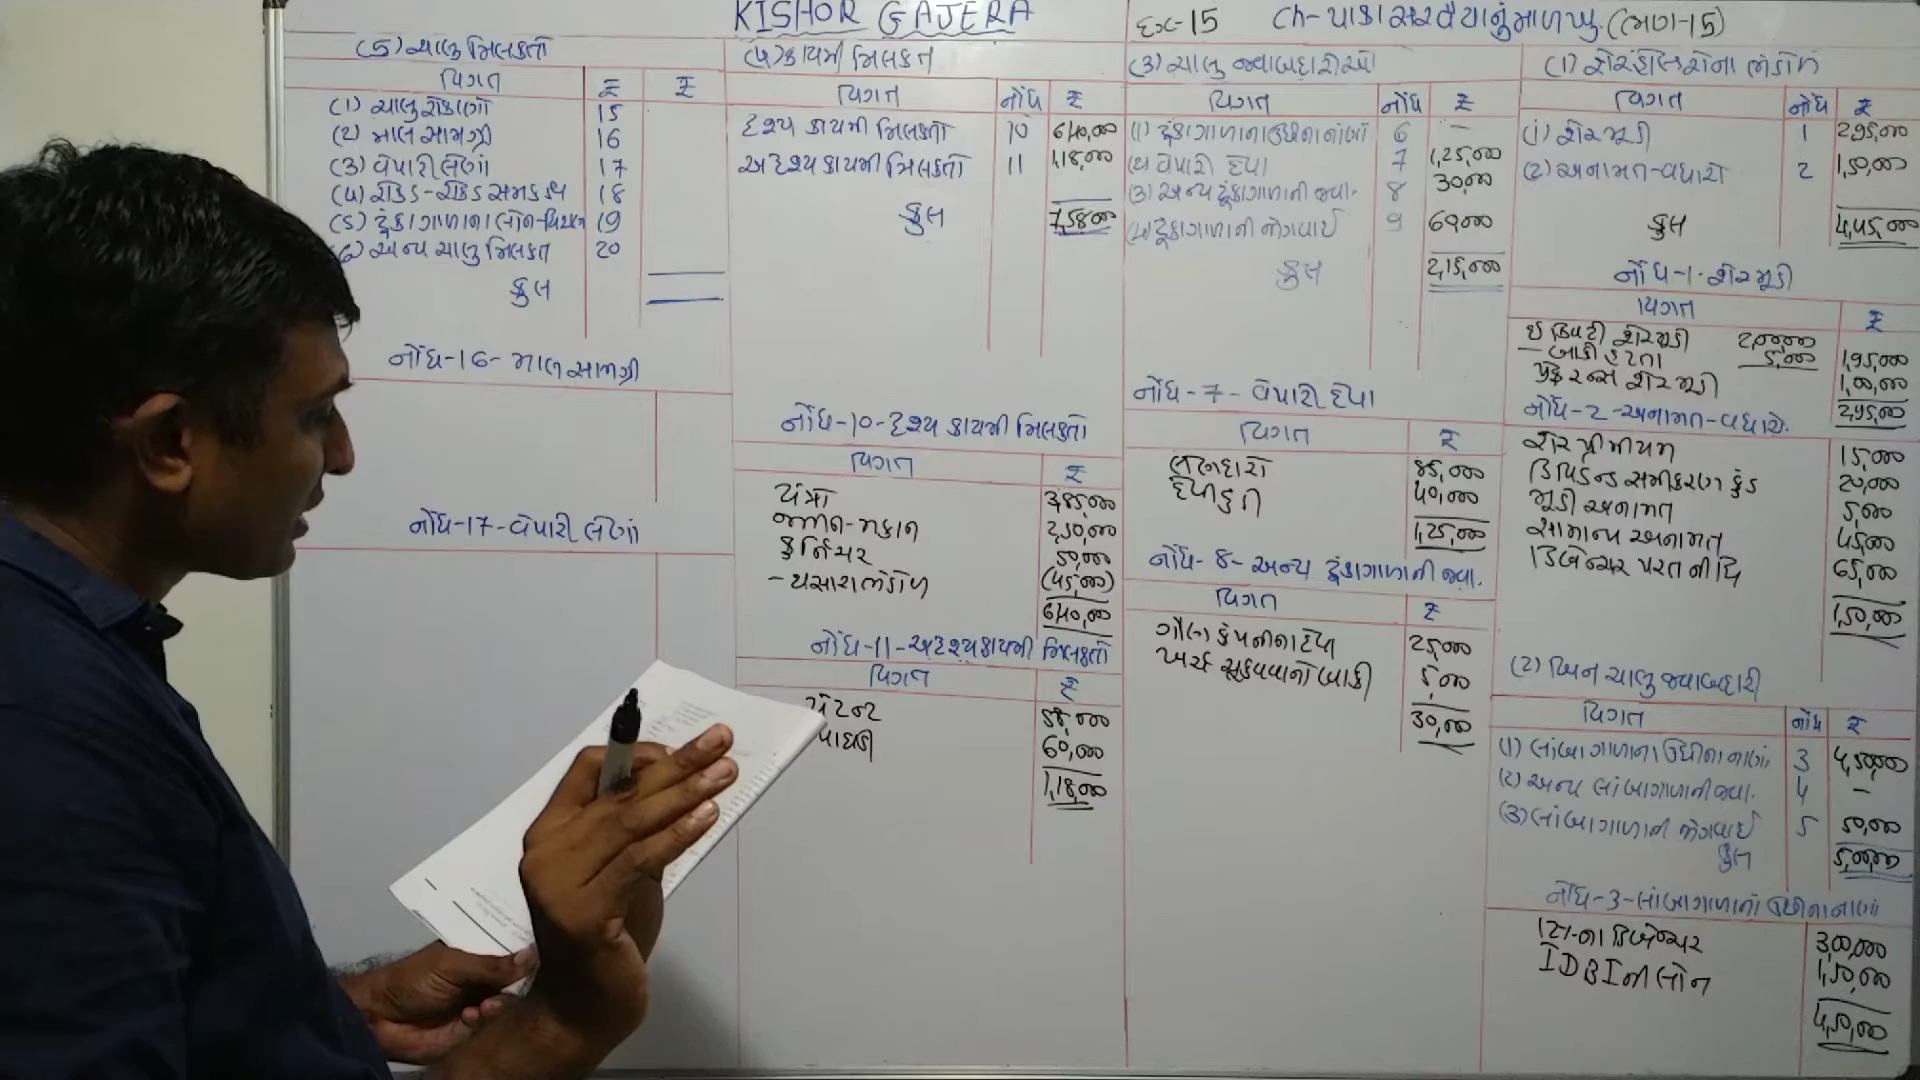 KISHOR GAJERA
Ex-15 Ch-પાકા સરવૈયાનું માળખુ (ભાગ-15)
(5) ચાલુ મિલકતો
વિગત ₹ ₹
(1) ચાલુ રોકાણો 15
(2) માલસામગ્રી 16
(3) વેપારી લેણાં 17
(4) રોકડ-રોકડ સમકક્ષ 18
(5) ટૂંકાગાળાના લોન-ધિરાણ 19
(6) અન્ય ચાલુ મિલકત 20
કુલ
નોંધ-16- માલસામગ્રી
નોંધ-17-વેપારી લેણાં
(4) કાયમી મિલકત
વિગત નોંધ ₹
દૃશ્ય કાયમી મિલકતો 10 6,40,000
અદૃશ્ય કાયમી મિલકતો 11 1,18,000
કુલ 7,58,000
નોંધ-10-દૃશ્ય કાયમી મિલકતો
વિગત ₹
યંત્રો 3,85,000
જમીન-મકાન 2,50,000
ફર્નિચર 50,000
-ઘસારાભંડોળ (45,000)
6,40,000
નોંધ-11-અદૃશ્ય કાયમી મિલકતો
વિગત ₹
પેટન્ટ 58,000
પાઘડી 60,000
1,18,000
(3) ચાલુ જવાબદારીઓ
વિગત નોંધ ₹
(1) ટૂંકાગાળાના ઉછીના નાણાં 6 -
(2) વેપારી દેવા 7 1,25,000
(3) અન્ય ટૂંકાગાળાની જવા. 8 30,000
(4) ટૂંકાગાળાની જોગવાઈ 9 60,000
કુલ 2,15,000
નોંધ-7- વેપારી દેવા
વિગત ₹
લેણદારો 85,000
દેવીહુંડી 40,000
1,25,000
નોંધ-8-અન્ય ટૂંકાગાળાની જવા.
વિગત ₹
ગૌણ કંપનીના દેવા 25,000
ખર્ચ ચૂકવવાનો બાકી 5,000
30,000
(1) શેરહોલ્ડરોના ભંડોળ
વિગત નોંધ ₹
(1) શેરમૂડી 1 2,95,000
(2) અનામત-વધારો 2 1,50,000
કુલ 4,45,000
નોંધ-1-શેરમૂડી
વિગત ₹
ઈક્વિટી શેરમૂડી 2,00,000
-બાકી હપ્તા 5,000 1,95,000
પ્રેફરન્સ શેરમૂડી 1,00,000
2,95,000
નોંધ-2-અનામત-વધારો
શેર પ્રીમીયમ 15,000
ડિવિડન્ડ સમીકરણ ફંડ 20,000
મૂડી અનામત 5,000
સામાન્ય અનામત 45,000
ડિબેન્ચર પરતનીધિ 65,000
1,50,000
(2) બિન ચાલુ જવાબદારી
વિગત નોંધ ₹
(1) લાંબાગાળાના ઉછીના નાણાં 3 4,50,000
(2) અન્ય લાંબાગાળાની જવા. 4 -
(3) લાંબાગાળાની જોગવાઈ 5 50,000
કુલ 5,00,000
નોંધ-3-લાંબાગાળાનાં ઉછીના નાણાં
ડિબેન્ચર 3,00,000
IDBIની લોન 1,50,000
4,50,000